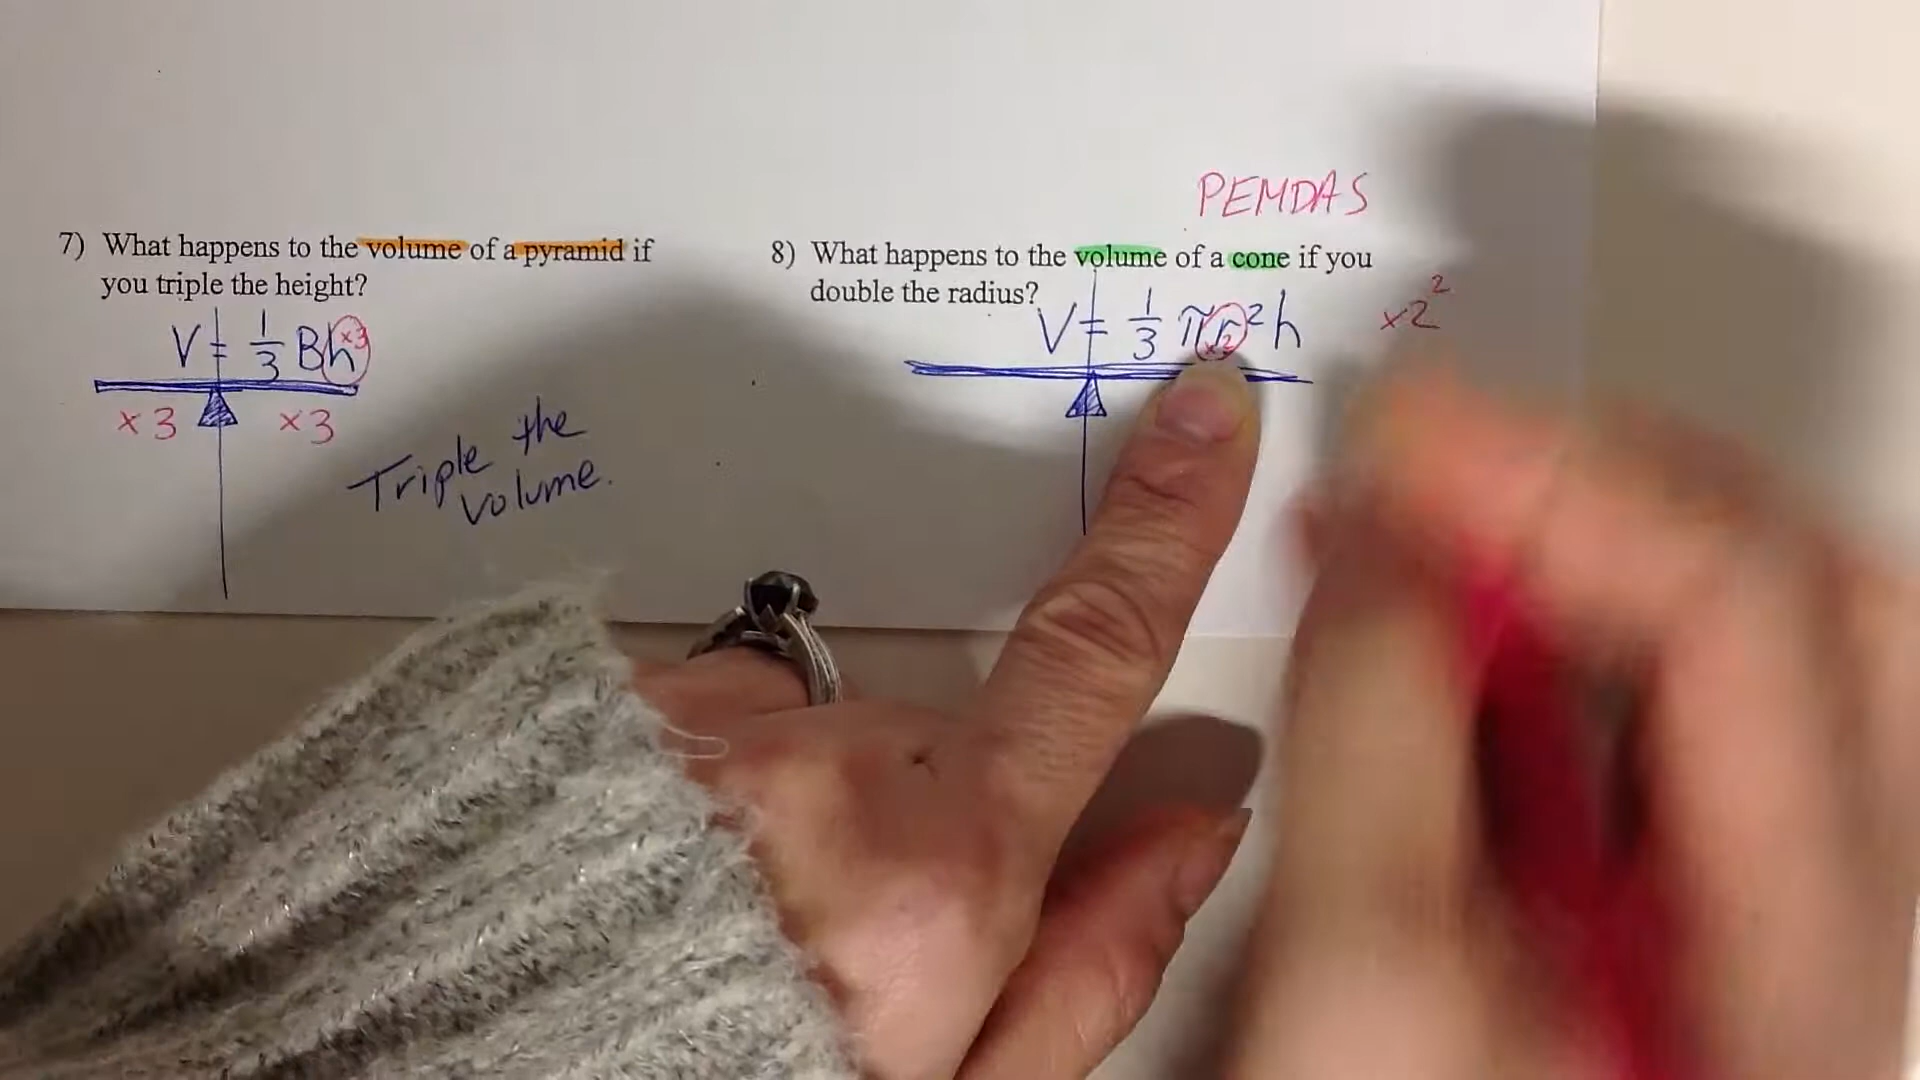 7) What happens to the volume of a pyramid if
you triple the height?
V = 1/3 Bh ×3
×3 ×3
Triple the
volume.
PEMDAS
8) What happens to the volume of a cone if you
double the radius?
V = 1/3 πr²h ×2
×2²